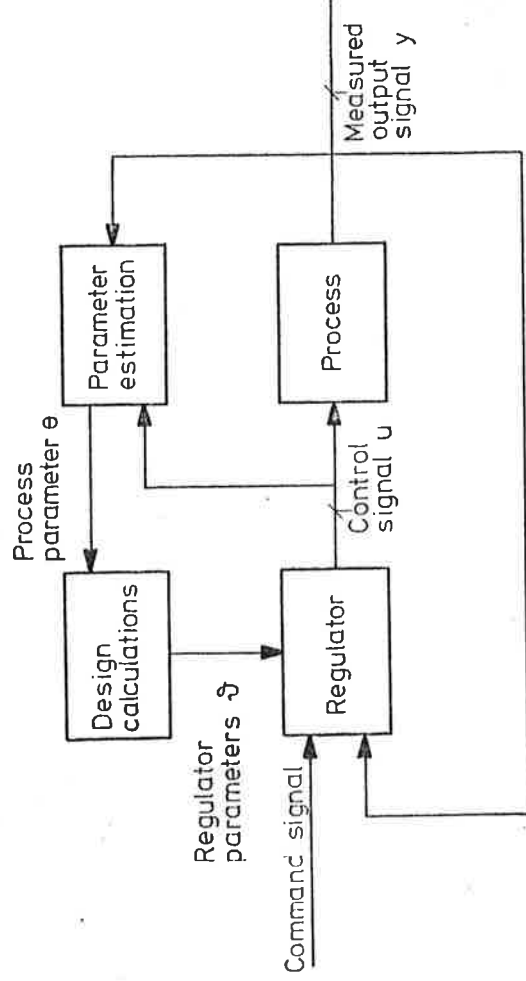 Process
parameter θ
Design
calculations
Parameter
estimation
Regulator
parameters ϑ
Command signal
Regulator
Control
signal u
Process
Measured
output
signal y